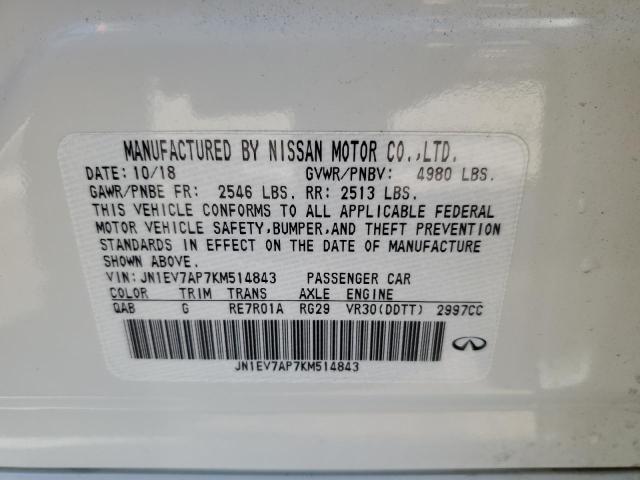 MANUFACTURED BY NISSAN MOTOR CO.,LTD.
DATE: 10/18 GVWR/PNBV: 4980 LBS.
GAWR/PNBE FR: 2546 LBS. RR: 2513 LBS.
THIS VEHICLE CONFORMS TO ALL APPLICABLE FEDERAL
MOTOR VEHICLE SAFETY,BUMPER,AND THEFT PREVENTION
STANDARDS IN EFFECT ON THE DATE OF MANUFACTURE
SHOWN ABOVE.
VIN:JN1EV7AP7KM514843 PASSENGER CAR
COLOR TRIM TRANS AXLE ENGINE
QAB G RE7R01A RG29 VR30(DDTT) 2997CC
JN1EV7AP7KM514843